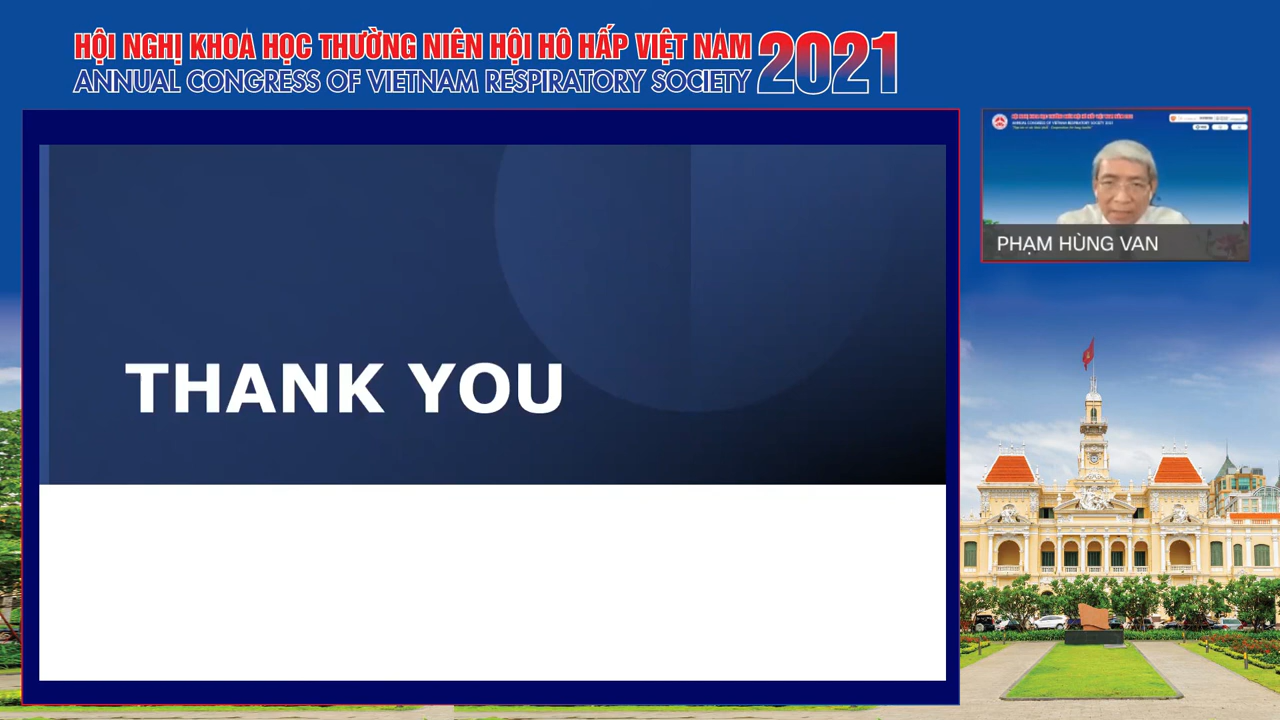 HỘI NGHỊ KHOA HỌC THƯỜNG NIÊN HỘI HÔ HẤP VIỆT NAM 2021
ANNUAL CONGRESS OF VIETNAM RESPIRATORY SOCIETY
THANK YOU
PHẠM HÙNG VAN